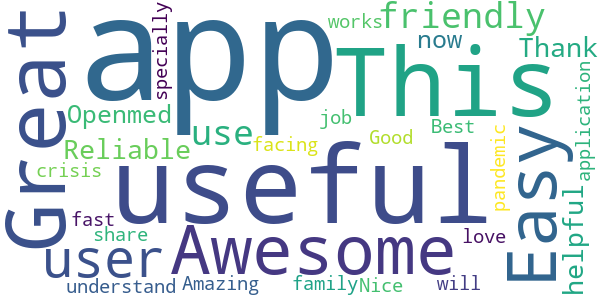 app
This
useful
Great
Easy
Awesome
user
friendly
use
Reliable
Openmed
specially
works
now
Thank
application
job
Good
Best
facing
pandemic
helpful
crisis
fast
share
understand
Amazing
family
Nice
will
love